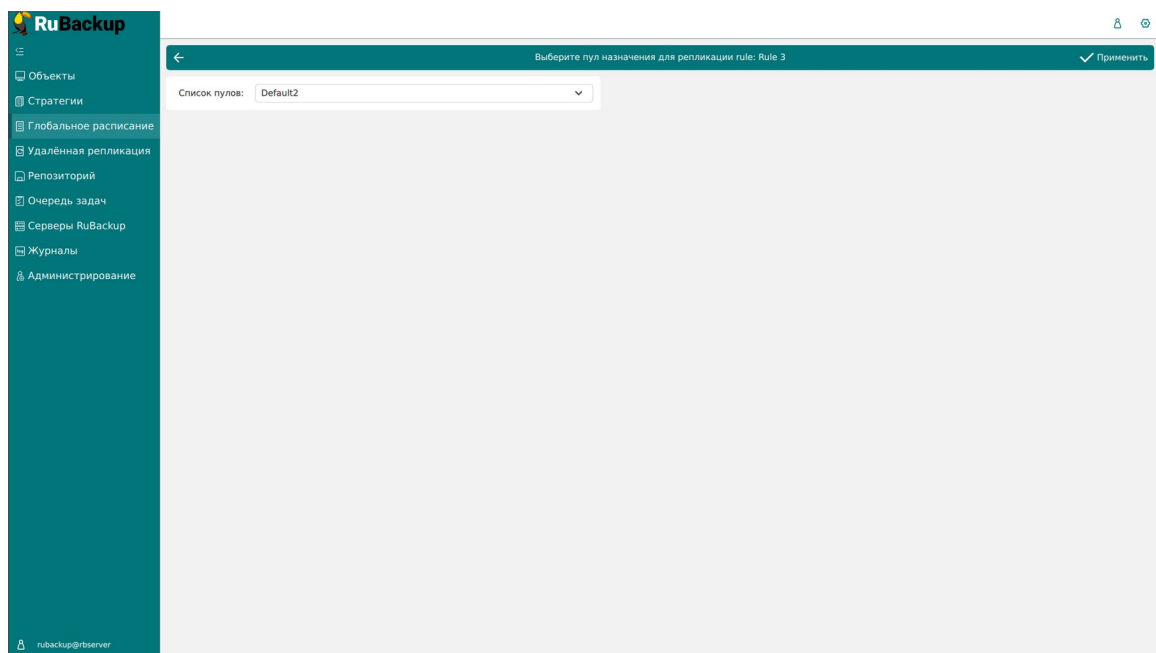 RuBackup
Выберите пул назначения для репликации rule: Rule 3
Применить
Список пулов: Default2
Объекты
Стратегии
Глобальное расписание
Удалённая репликация
Репозиторий
Очередь задач
Серверы RuBackup
Журналы
Администрирование
rubackup@rbserver